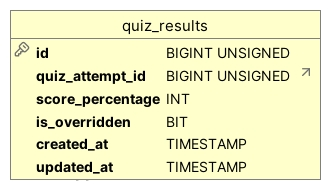 quiz_results
id BIGINT UNSIGNED
quiz_attempt_id BIGINT UNSIGNED
score_percentage INT
is_overridden BIT
created_at TIMESTAMP
updated_at TIMESTAMP